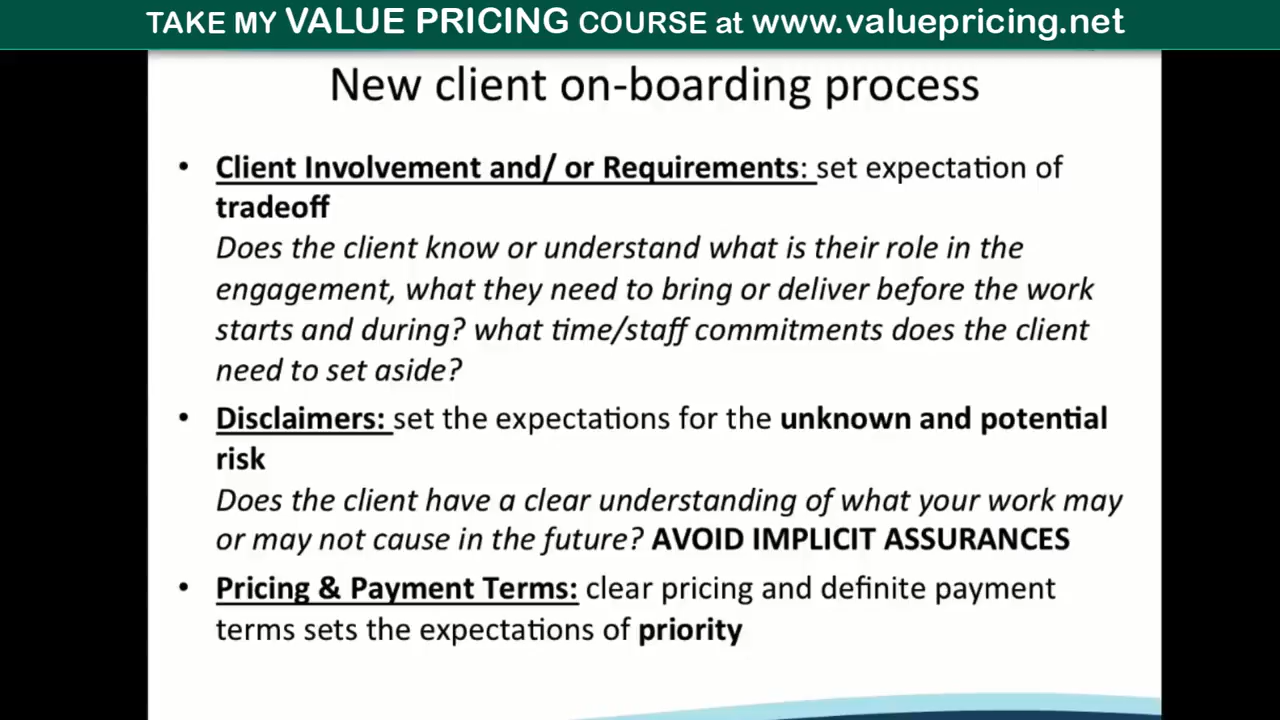 TAKE MY VALUE PRICING COURSE at www.valuepricing.net
New client on-boarding process
• Client Involvement and/ or Requirements: set expectation of
tradeoff
Does the client know or understand what is their role in the
engagement, what they need to bring or deliver before the work
starts and during? what time/staff commitments does the client
need to set aside?
• Disclaimers: set the expectations for the unknown and potential
risk
Does the client have a clear understanding of what your work may
or may not cause in the future? AVOID IMPLICIT ASSURANCES
• Pricing & Payment Terms: clear pricing and definite payment
terms sets the expectations of priority